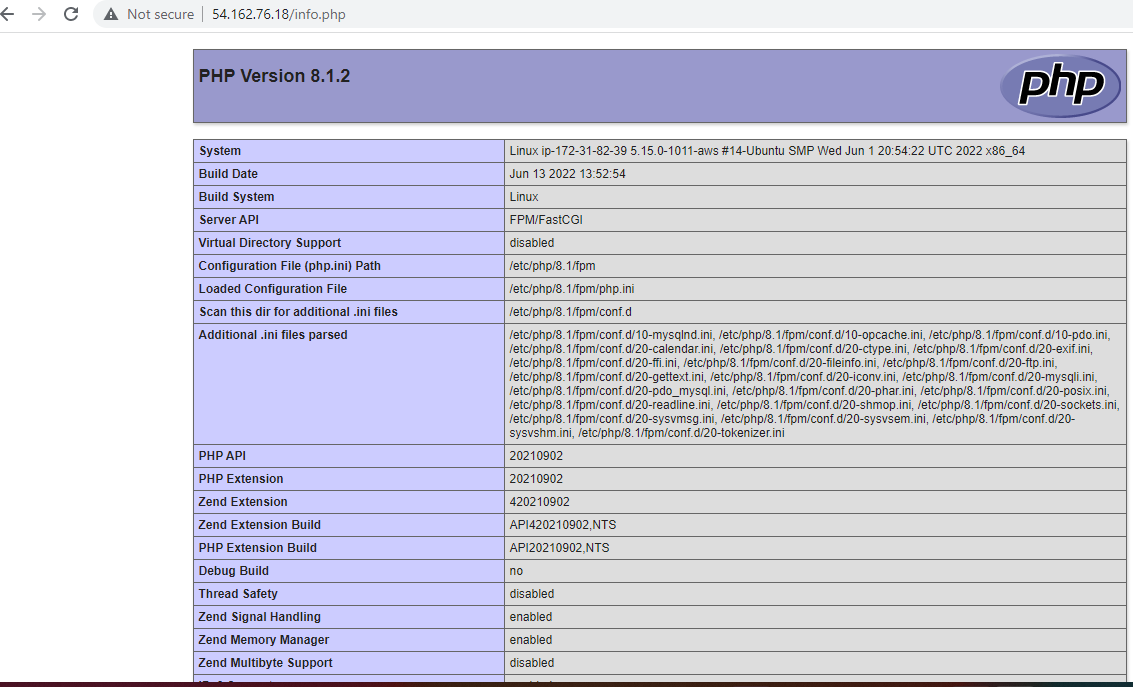 Not secure 54.162.76.18/info.php
PHP Version 8.1.2
php
System Linux ip-172-31-82-39 5.15.0-1011-aws #14-Ubuntu SMP Wed Jun 1 20:54:22 UTC 2022 x86_64
Build Date Jun 13 2022 13:52:54
Build System Linux
Server API FPM/FastCGI
Virtual Directory Support disabled
Configuration File (php.ini) Path /etc/php/8.1/fpm
Loaded Configuration File /etc/php/8.1/fpm/php.ini
Scan this dir for additional .ini files /etc/php/8.1/fpm/conf.d
Additional .ini files parsed /etc/php/8.1/fpm/conf.d/10-mysqlnd.ini, /etc/php/8.1/fpm/conf.d/10-opcache.ini, /etc/php/8.1/fpm/conf.d/10-pdo.ini,
/etc/php/8.1/fpm/conf.d/20-calendar.ini, /etc/php/8.1/fpm/conf.d/20-ctype.ini, /etc/php/8.1/fpm/conf.d/20-exif.ini,
/etc/php/8.1/fpm/conf.d/20-ffi.ini, /etc/php/8.1/fpm/conf.d/20-fileinfo.ini, /etc/php/8.1/fpm/conf.d/20-ftp.ini,
/etc/php/8.1/fpm/conf.d/20-gettext.ini, /etc/php/8.1/fpm/conf.d/20-iconv.ini, /etc/php/8.1/fpm/conf.d/20-mysqli.ini,
/etc/php/8.1/fpm/conf.d/20-pdo_mysql.ini, /etc/php/8.1/fpm/conf.d/20-phar.ini, /etc/php/8.1/fpm/conf.d/20-posix.ini,
/etc/php/8.1/fpm/conf.d/20-readline.ini, /etc/php/8.1/fpm/conf.d/20-shmop.ini, /etc/php/8.1/fpm/conf.d/20-sockets.ini,
/etc/php/8.1/fpm/conf.d/20-sysvmsg.ini, /etc/php/8.1/fpm/conf.d/20-sysvsem.ini, /etc/php/8.1/fpm/conf.d/20-
sysvshm.ini, /etc/php/8.1/fpm/conf.d/20-tokenizer.ini
PHP API 20210902
PHP Extension 20210902
Zend Extension 420210902
Zend Extension Build API420210902,NTS
PHP Extension Build API20210902,NTS
Debug Build no
Thread Safety disabled
Zend Signal Handling enabled
Zend Memory Manager enabled
Zend Multibyte Support disabled